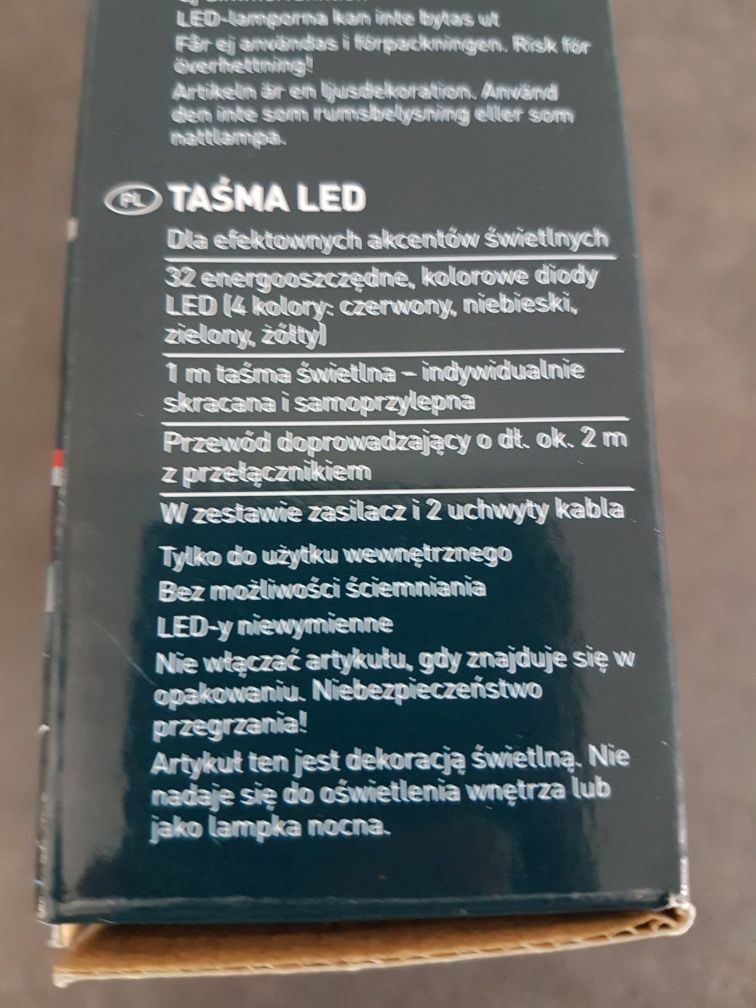 LED-lamporna kan inte bytas ut
Får ej användas i förpackningen. Risk för
överhettning!
Artikeln är en ljusdekoration. Använd
den inte som rumsbelysning eller som
nattlampa.
PL TAŚMA LED
Dla efektownych akcentów świetlnych
32 energooszczędne, kolorowe diody
LED (4 kolory: czerwony, niebieski,
zielony, żółty)
1 m taśma świetlna – indywidualnie
skracana i samoprzylepna
Przewód doprowadzający o dł. ok. 2 m
z przełącznikiem
W zestawie zasilacz i 2 uchwyty kabla
Tylko do użytku wewnętrznego
Bez możliwości ściemniania
LED-y niewymienne
Nie włączać artykułu, gdy znajduje się w
opakowaniu. Niebezpieczeństwo
przegrzania!
Artykuł ten jest dekoracją świetlną. Nie
nadaje się do oświetlenia wnętrza lub
jako lampka nocna.